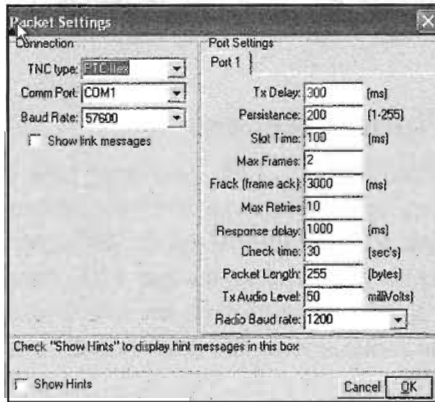 Packet Settings
Connection
TNC type: PTC IIex
Comm Port: COM1
Baud Rate: 57600
Show link messages
Port Settings
Port 1
Tx Delay: 300 (ms)
Persistance: 200 (1-255)
Slot Time: 100 (ms)
Max Frames: 2
Frack (frame ack): 3000 (ms)
Max Retries 10
Response delay: 1000 (ms)
Check time: 30 (sec's)
Packet Length: 255 (bytes)
Tx Audio Level: 50 milliVolts)
Radio Baud rate: 1200
Check "Show Hints" to display hint messages in this box
Show Hints
Cancel OK